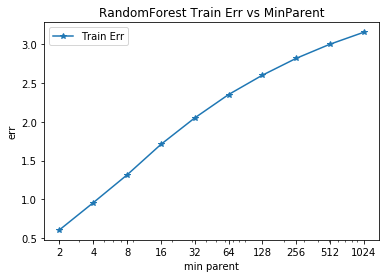 RandomForest Train Err vs MinParent
Train Err
err
3.0
2.5
2.0
1.5
1.0
0.5
2 4 8 16 32 64 128 256 512 1024
min parent